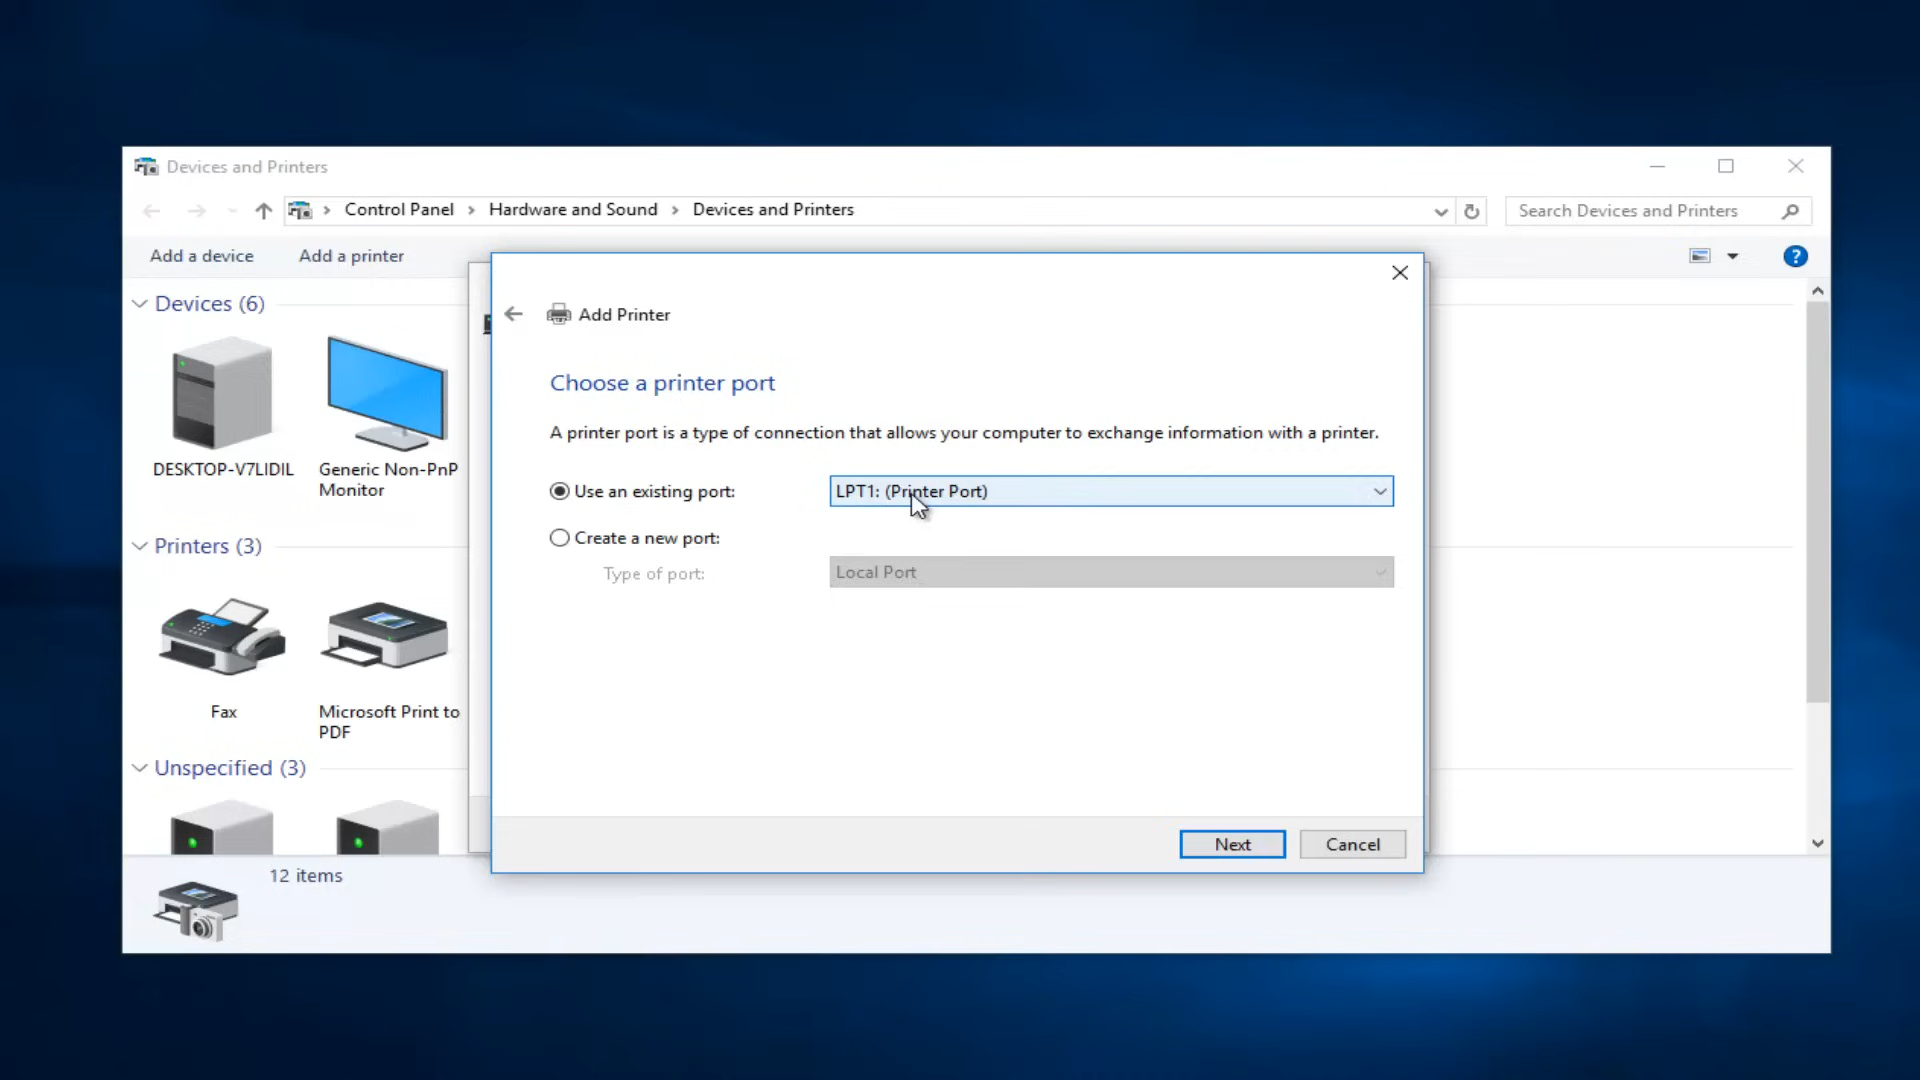 Devices and Printers
Control Panel > Hardware and Sound > Devices and Printers
Search Devices and Printers
Add a device
Add a printer
?
Devices (6)
DESKTOP-V7LIDIL
Generic Non-PnP
Monitor
Printers (3)
Fax
Microsoft Print to
PDF
Unspecified (3)
12 items
Add Printer
Choose a printer port
A printer port is a type of connection that allows your computer to exchange information with a printer.
Use an existing port:
LPT1: (Printer Port)
Create a new port:
Type of port:
Local Port
Next
Cancel